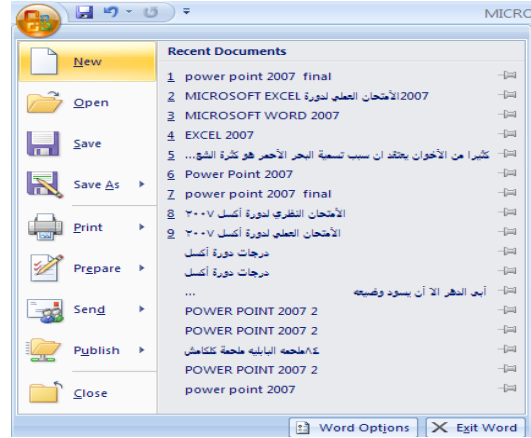 MICRO
New
Open
Save
Save As
Print
Prepare
Send
Publish
Close
Recent Documents
1 power point 2007 final
2 MICROSOFT EXCEL الأمتحان العملي لدورة 2007
3 MICROSOFT WORD 2007
4 EXCEL 2007
5 كثيرا من الأخوان يعتقد ان سبب تسمية البحر الأحمر هو كثرة الشع...
6 Power Point 2007
7 power point 2007 final
8 الأمتحان النظري لدورة أكسل ٢٠٠٧
9 الأمتحان العملي لدورة أكسل ٢٠٠٧
درجات دورة أكسل
درجات دورة أكسل
أبى الدهر الا أن يسود وضيعه ...
POWER POINT 2007 2
POWER POINT 2007 2
٤٨ملحمه البابليه ملحمة كلكامش
POWER POINT 2007 2
power point 2007
Word Options
Exit Word